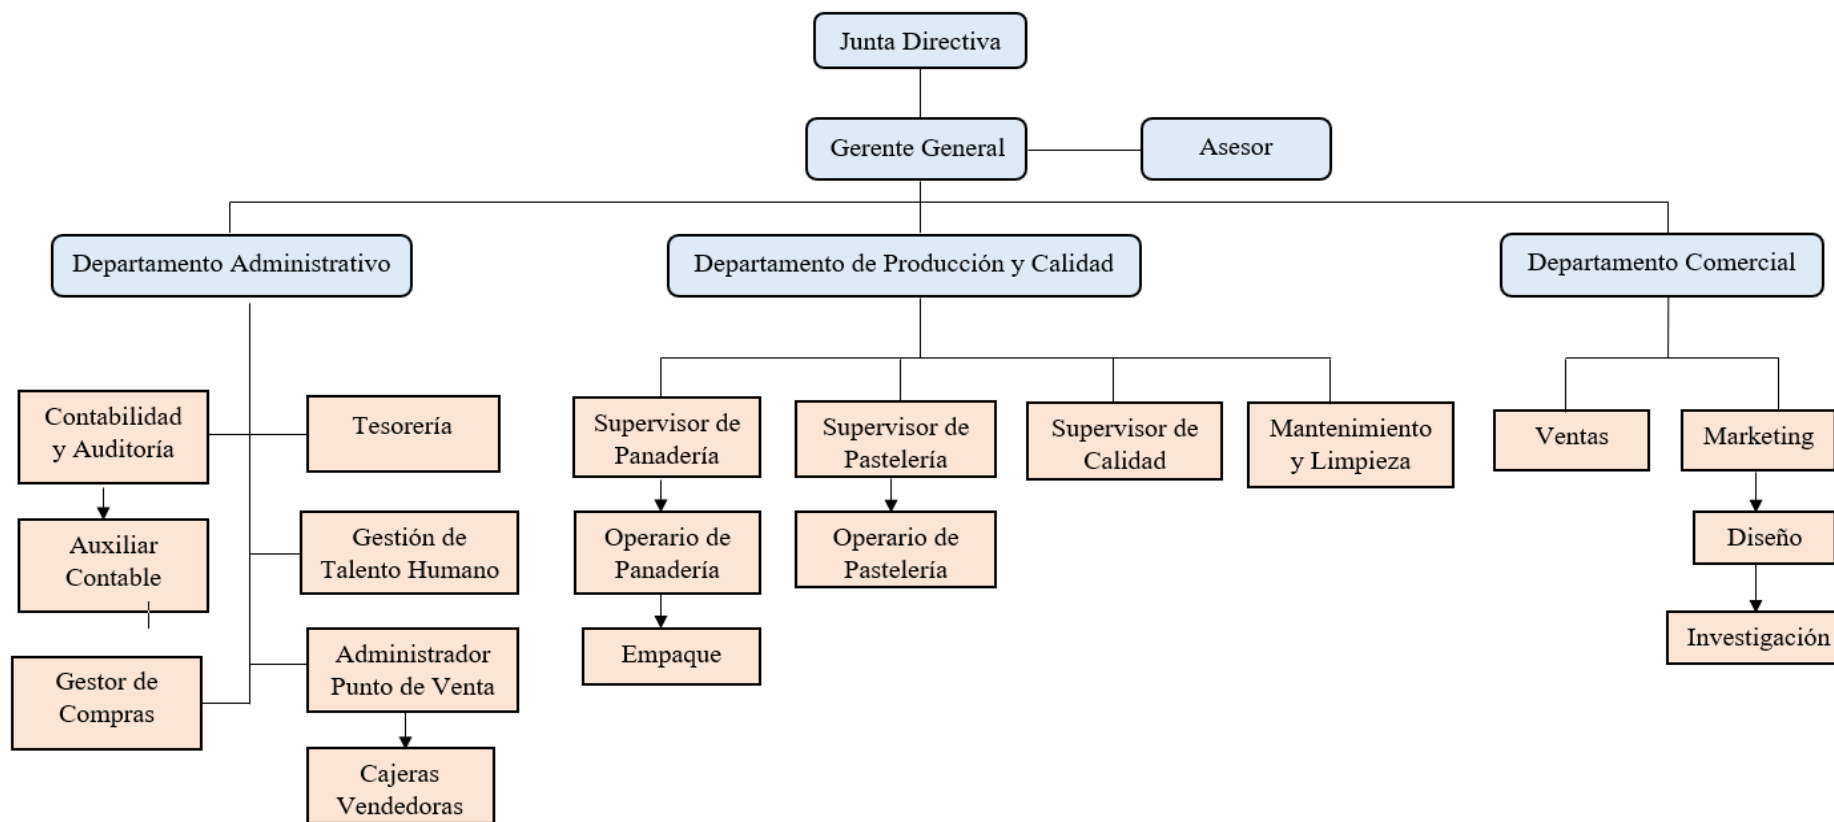 Junta Directiva
Gerente General
Asesor
Departamento Administrativo
Departamento de Producción y Calidad
Departamento Comercial
Contabilidad
y Auditoría
Tesorería
Auxiliar
Contable
Gestión de
Talento Humano
Gestor de
Compras
Administrador
Punto de Venta
Cajeras
Vendedoras
Supervisor de
Panadería
Operario de
Panadería
Empaque
Supervisor de
Pastelería
Operario de
Pastelería
Supervisor de
Calidad
Mantenimiento
y Limpieza
Ventas
Marketing
Diseño
Investigación